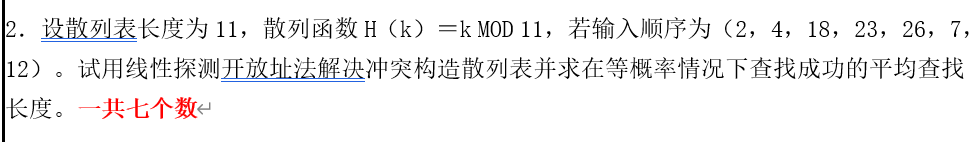 2．设散列表长度为 11，散列函数 H（k）＝k MOD 11，若输入顺序为（2，4，18，23，26，7，
12）。试用线性探测开放址法解决冲突构造散列表并求在等概率情况下查找成功的平均查找
长度。一共七个数↵